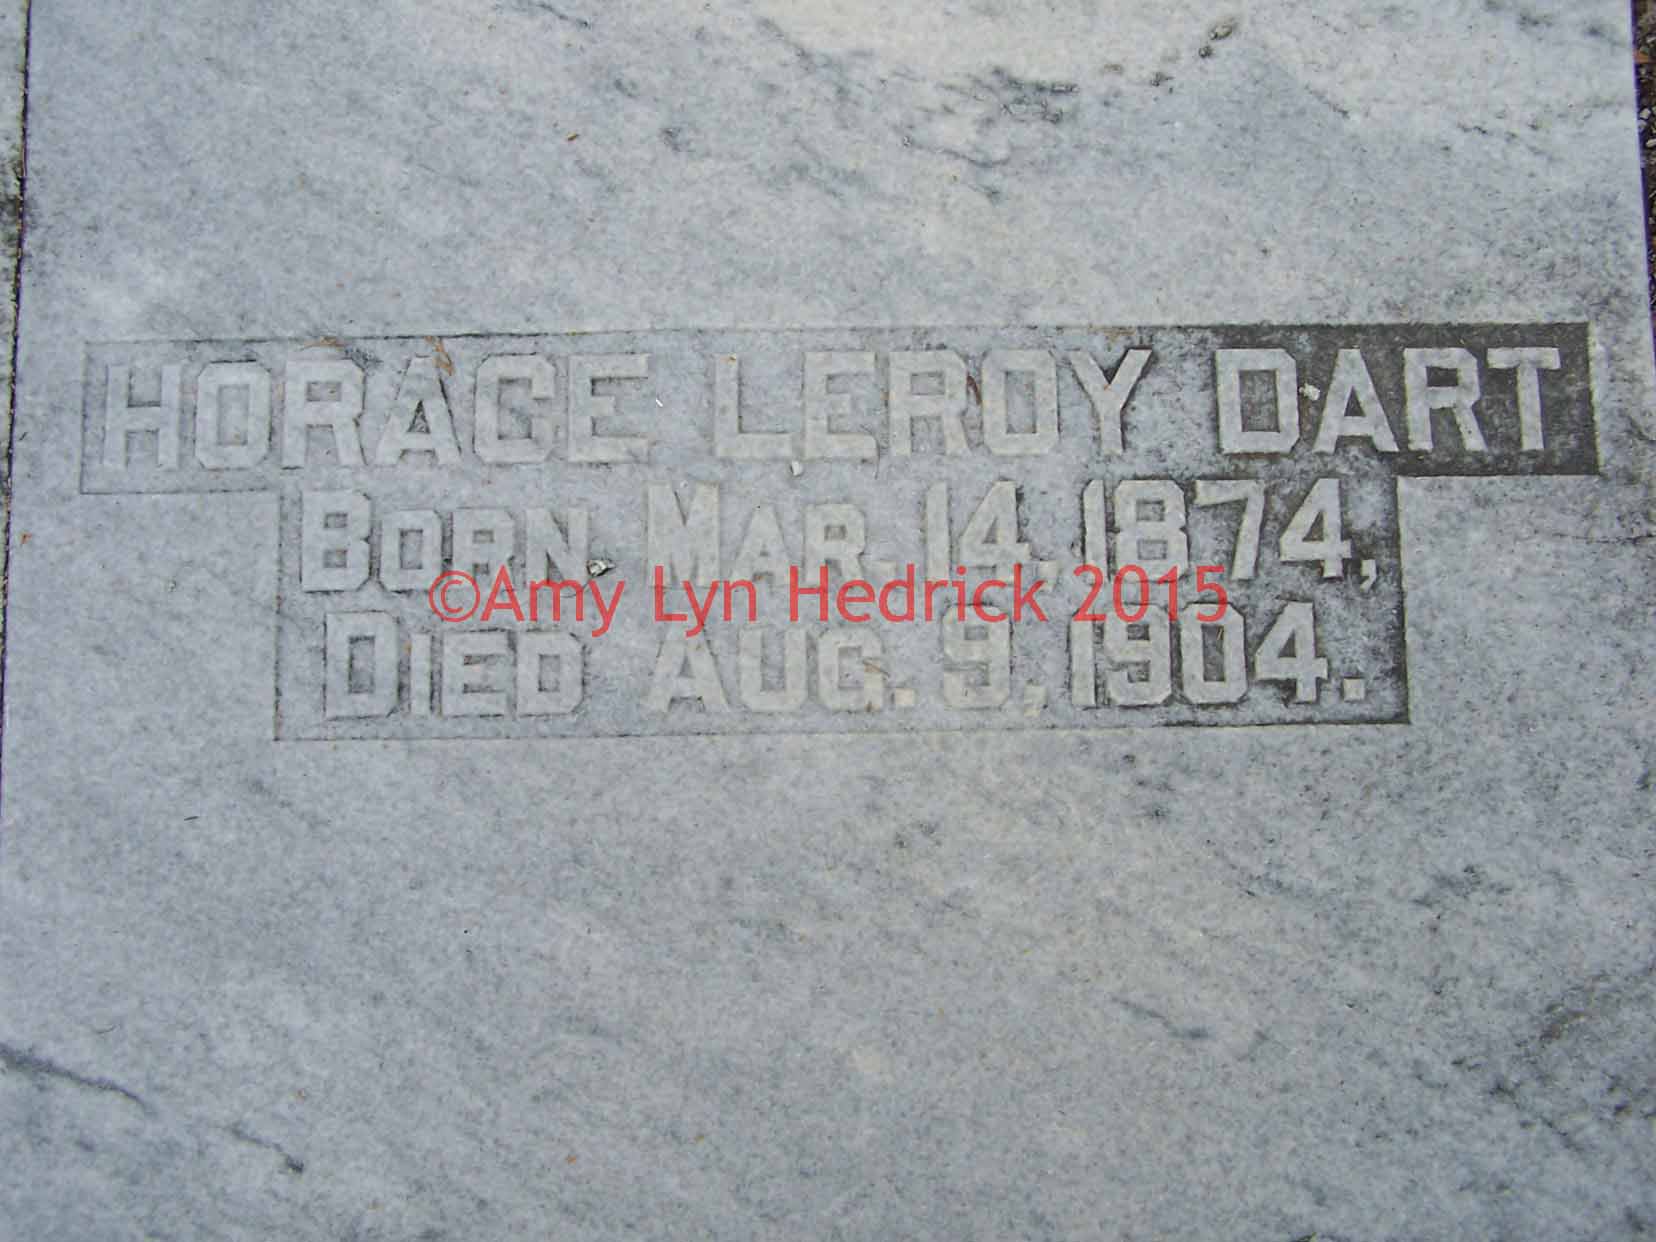 HORACE LEROY DART
BORN MAR. 14, 1874,
©Amy Lyn Hedrick 2015
DIED AUG. 9, 1904.